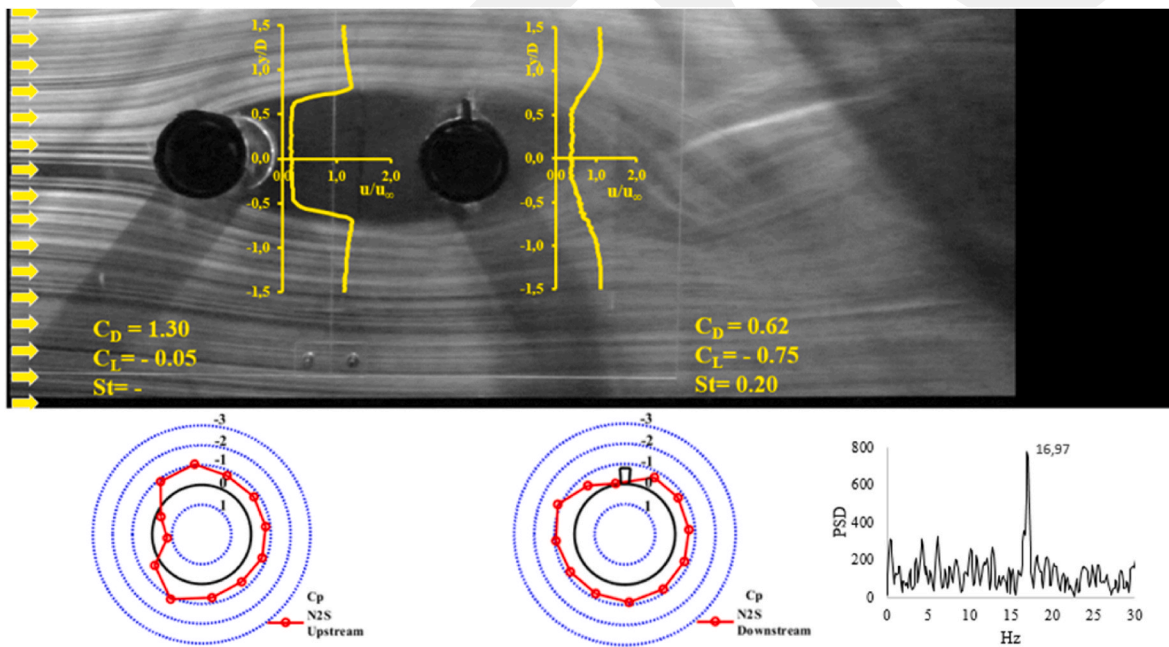 1,5
1,0
0,5
0,0
-0,5
-1,0
-1,5
y/D
0,0
1,0
2,0
u/u∞
1,5
1,0
0,5
0,0
-0,5
-1,0
-1,5
y/D
0,0
1,0
2,0
u/u∞
C_D = 1.30
C_L= - 0.05
St= -
C_D = 0.62
C_L= - 0.75
St= 0.20
-3
-2
-1
0
1
Cp
N2S
Upstream
-3
-2
-1
0
1
Cp
N2S
Downstream
800
600
400
200
0
PSD
16,97
0
5
10
15
20
25
30
Hz